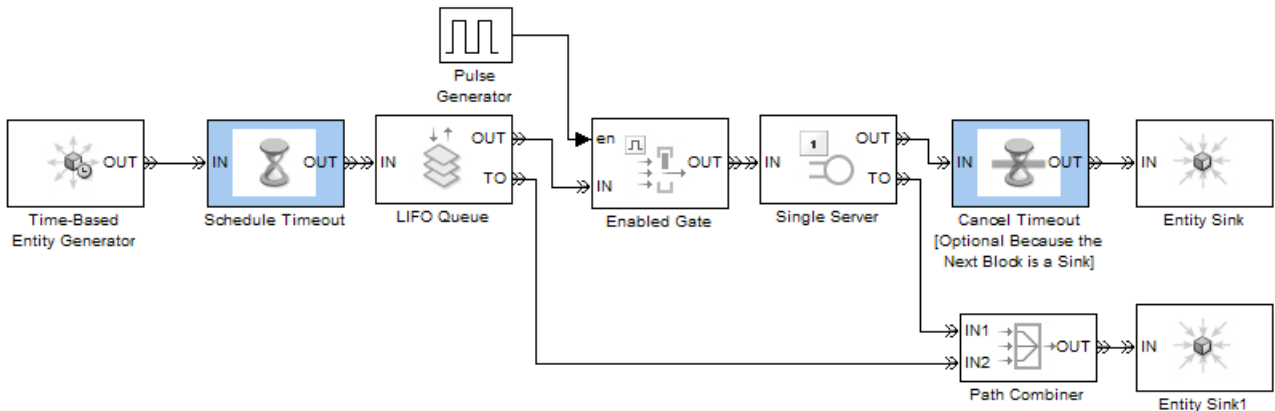 Pulse
Generator
OUT
Time-Based
Entity Generator
IN
OUT
Schedule Timeout
IN
OUT
TO
LIFO Queue
en
IN
OUT
Enabled Gate
IN
1
OUT
TO
Single Server
IN
OUT
Cancel Timeout
[Optional Because the
Next Block is a Sink]
IN
Entity Sink
IN1
IN2
OUT
Path Combiner
IN
Entity Sink1